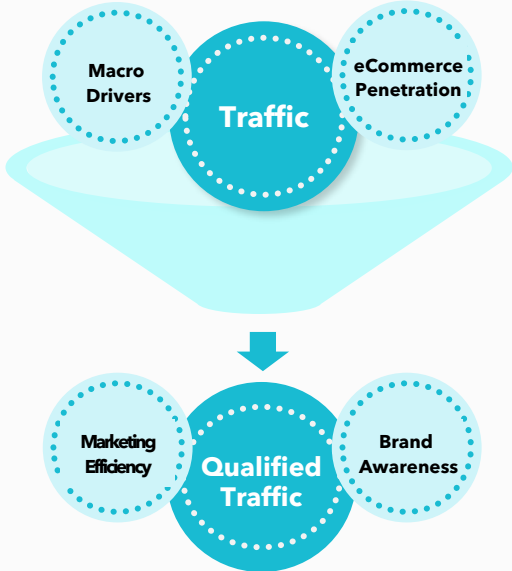 Macro
Drivers
Traffic
eCommerce
Penetration
Marketing
Efficiency
Qualified
Traffic
Brand
Awareness